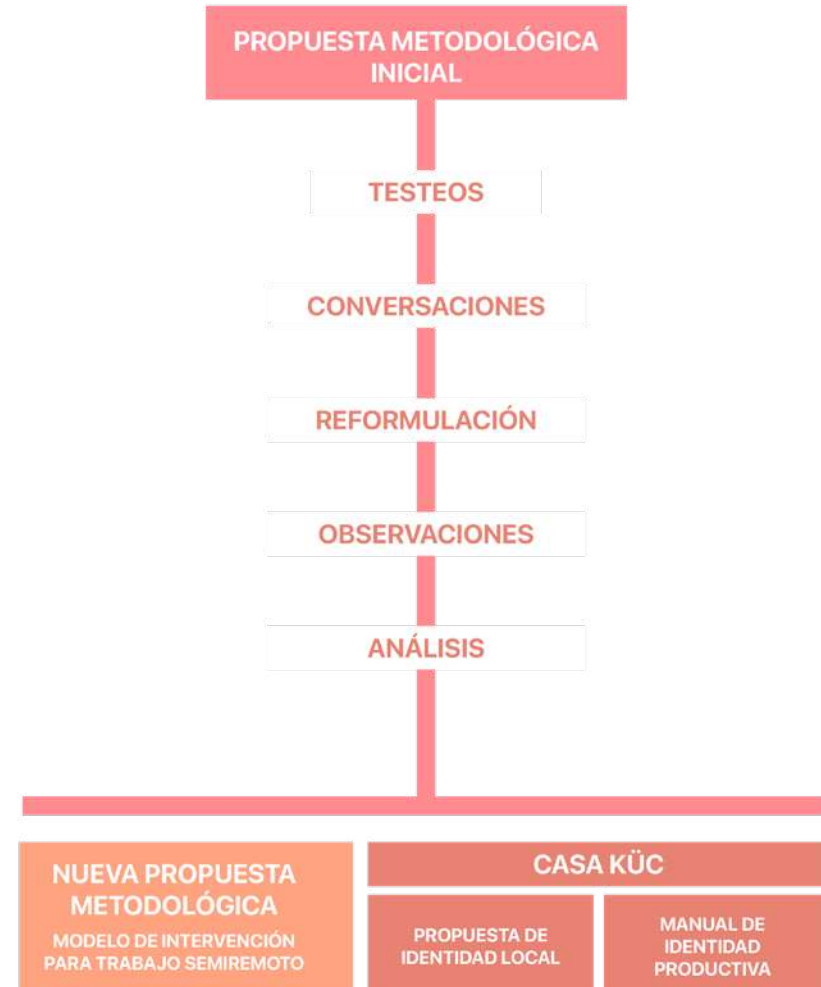 PROPUESTA METODOLÓGICA
INICIAL
TESTEOS
CONVERSACIONES
REFORMULACIÓN
OBSERVACIONES
ANÁLISIS
NUEVA PROPUESTA
METODOLÓGICA
MODELO DE INTERVENCIÓN
PARA TRABAJO SEMIREMOTO
CASA KÜC
PROPUESTA DE
IDENTIDAD LOCAL
MANUAL DE
IDENTIDAD
PRODUCTIVA